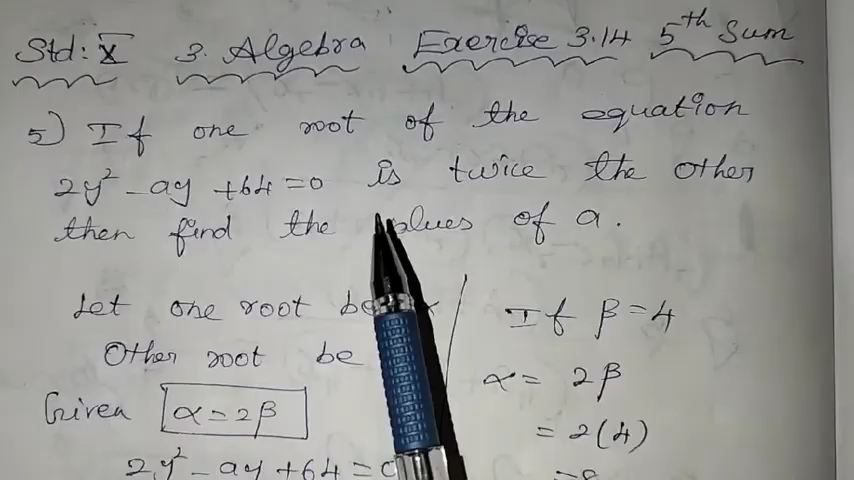 Std: X 3. Algebra Exercise 3.14 5th Sum
5) If one root of the equation
2y² - ay + 64 = 0 is twice the other
then find the values of a.
Let one root be α
Other root be
Given α = 2β
2y² - ay + 64 = 0
If β = 4
α = 2β
= 2(4)
= 8